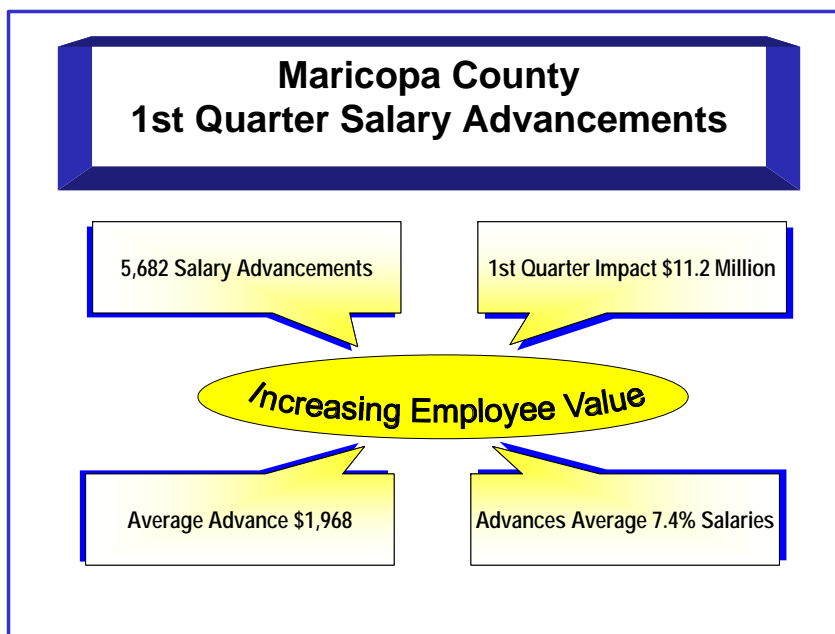 Maricopa County
1st Quarter Salary Advancements
5,682 Salary Advancements
1st Quarter Impact $11.2 Million
Increasing Employee Value
Average Advance $1,968
Advances Average 7.4% Salaries